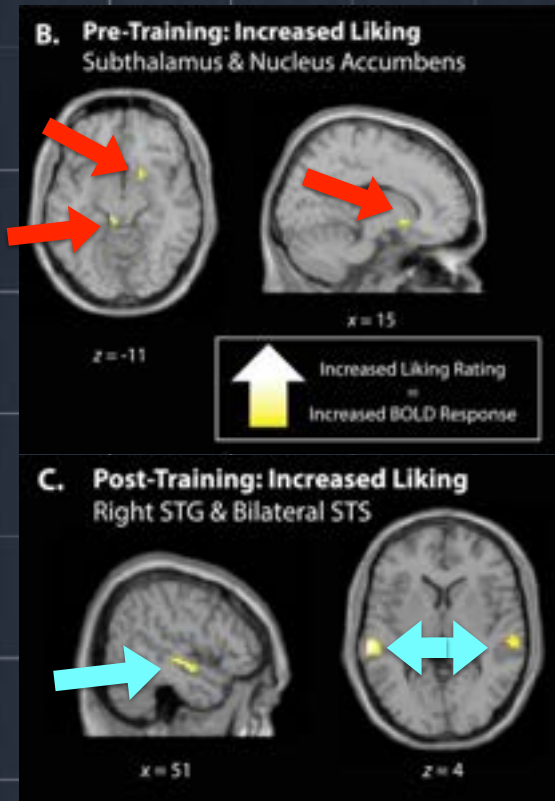 B. Pre-Training: Increased Liking
Subthalamus & Nucleus Accumbens
z = -11
x = 15
Increased Liking Rating
=
Increased BOLD Response
C. Post-Training: Increased Liking
Right STG & Bilateral STS
x = 51
z = 4